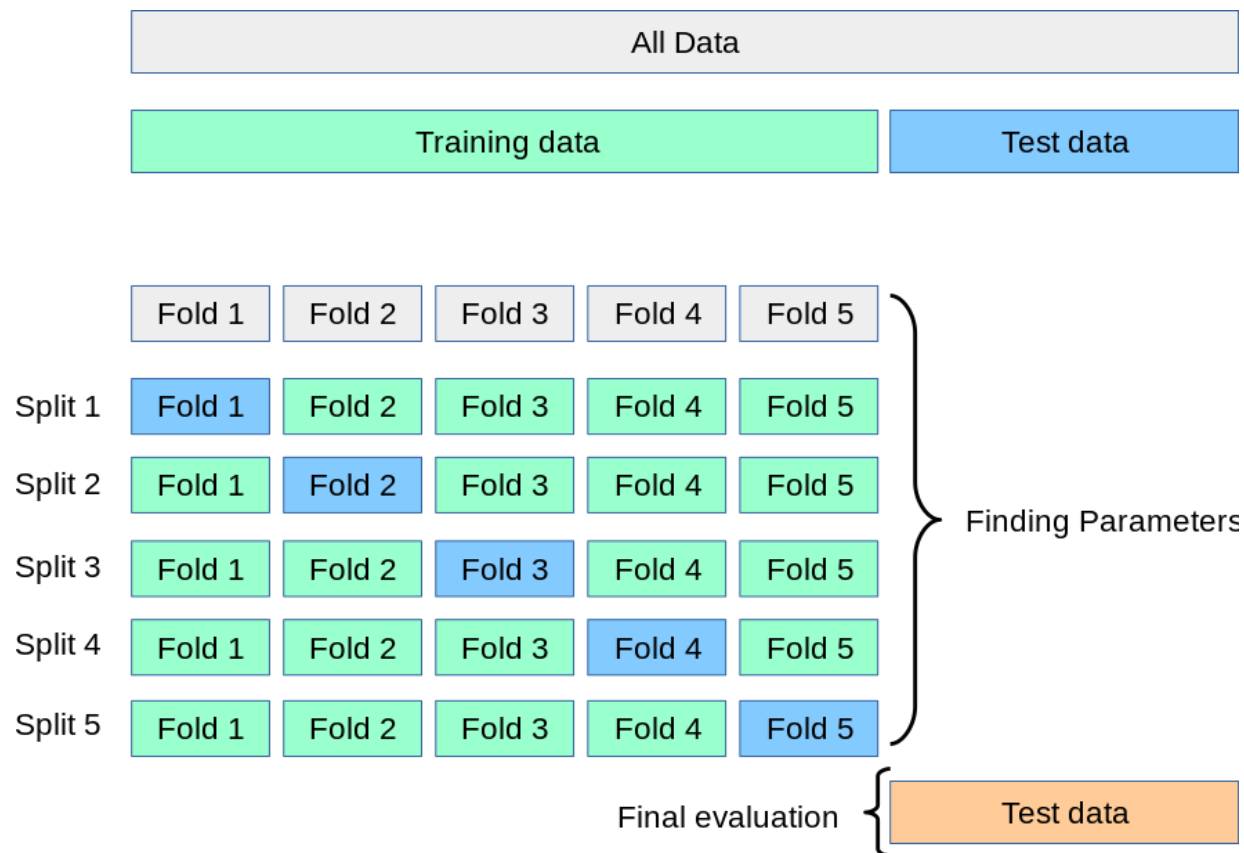 All Data
Training data Test data
Fold 1 Fold 2 Fold 3 Fold 4 Fold 5
Split 1 Fold 1 Fold 2 Fold 3 Fold 4 Fold 5
Split 2 Fold 1 Fold 2 Fold 3 Fold 4 Fold 5
Finding Parameters
Split 3 Fold 1 Fold 2 Fold 3 Fold 4 Fold 5
Split 4 Fold 1 Fold 2 Fold 3 Fold 4 Fold 5
Split 5 Fold 1 Fold 2 Fold 3 Fold 4 Fold 5
Final evaluation Test data